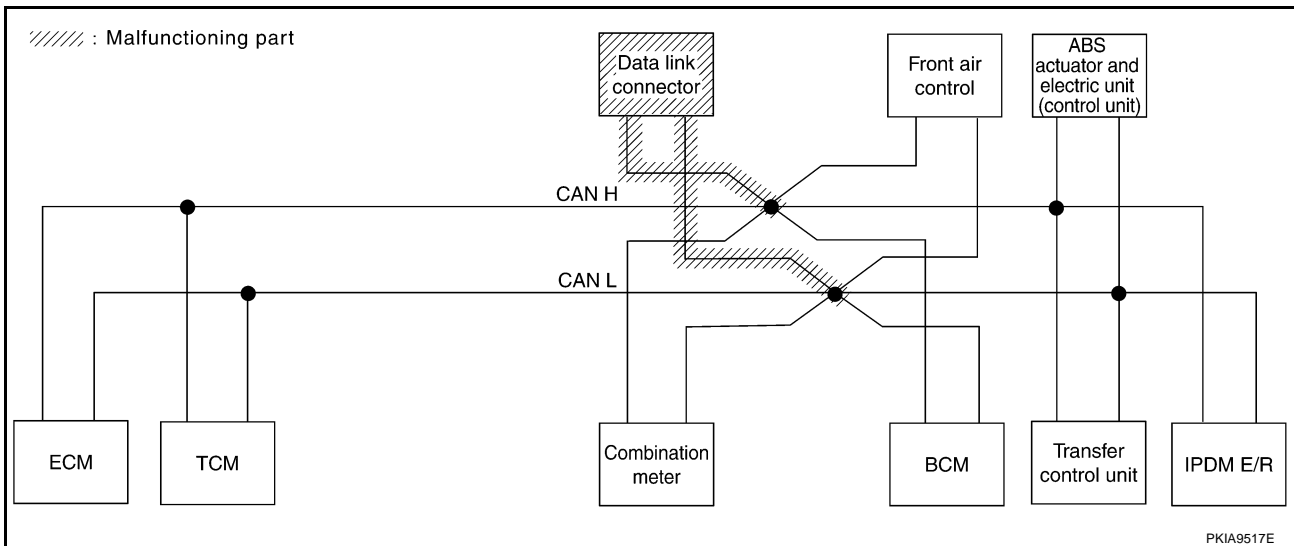 : Malfunctioning part
Data link
connector
Front air
control
ABS
actuator and
electric unit
(control unit)
CAN H
CAN L
ECM
TCM
Combination
meter
BCM
Transfer
control unit
IPDM E/R
PKIA9517E